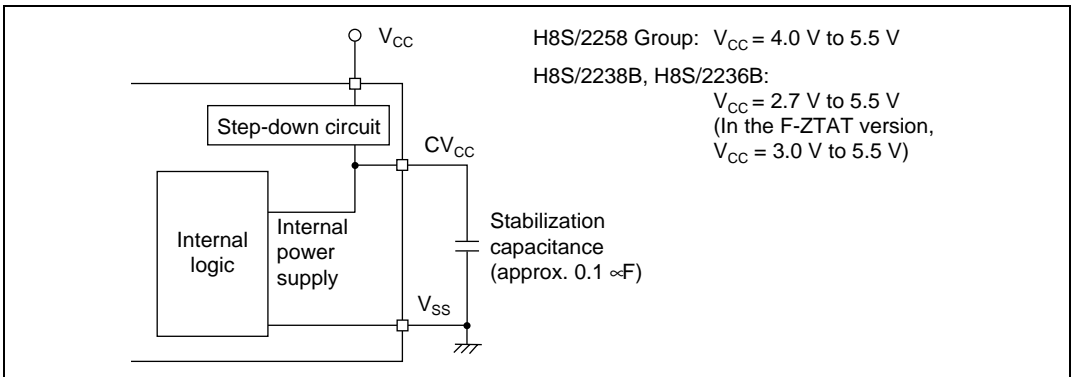 V_CC
H8S/2258 Group: V_CC = 4.0 V to 5.5 V
H8S/2238B, H8S/2236B:
V_CC = 2.7 V to 5.5 V
(In the F-ZTAT version,
V_CC = 3.0 V to 5.5 V)
Step-down circuit
CV_CC
Internal
logic
Internal
power
supply
Stabilization
capacitance
(approx. 0.1 ∝F)
V_SS